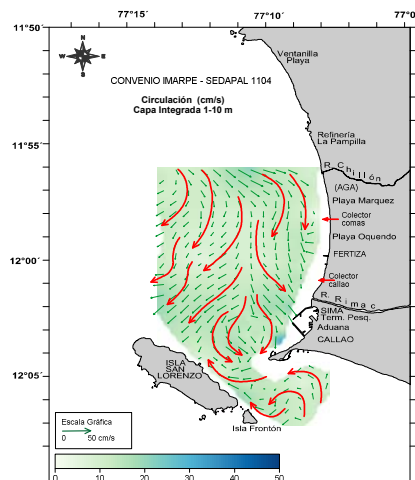 77°15' 77°10' 77°0
11°50'
N
Ventanilla
Playa
CONVENIO IMARPE - SEDAPAL 1104
Circulación (cm/s)
Capa Integrada 1-10 m
11°55'
Refinería
La Pampilla
R. Chillón
(AGA)
Playa Marquez
Colector
comas
Playa Oquendo
FERTIZA
12°00'
Colector
callao
R. Rimac
SIMA
Term. Pesq.
Aduana
CALLAO
ISLA
SAN
LORENZO
12°05'
Isla Frontón
Escala Gráfica
0 50 cm/s
0 10 20 30 40 50